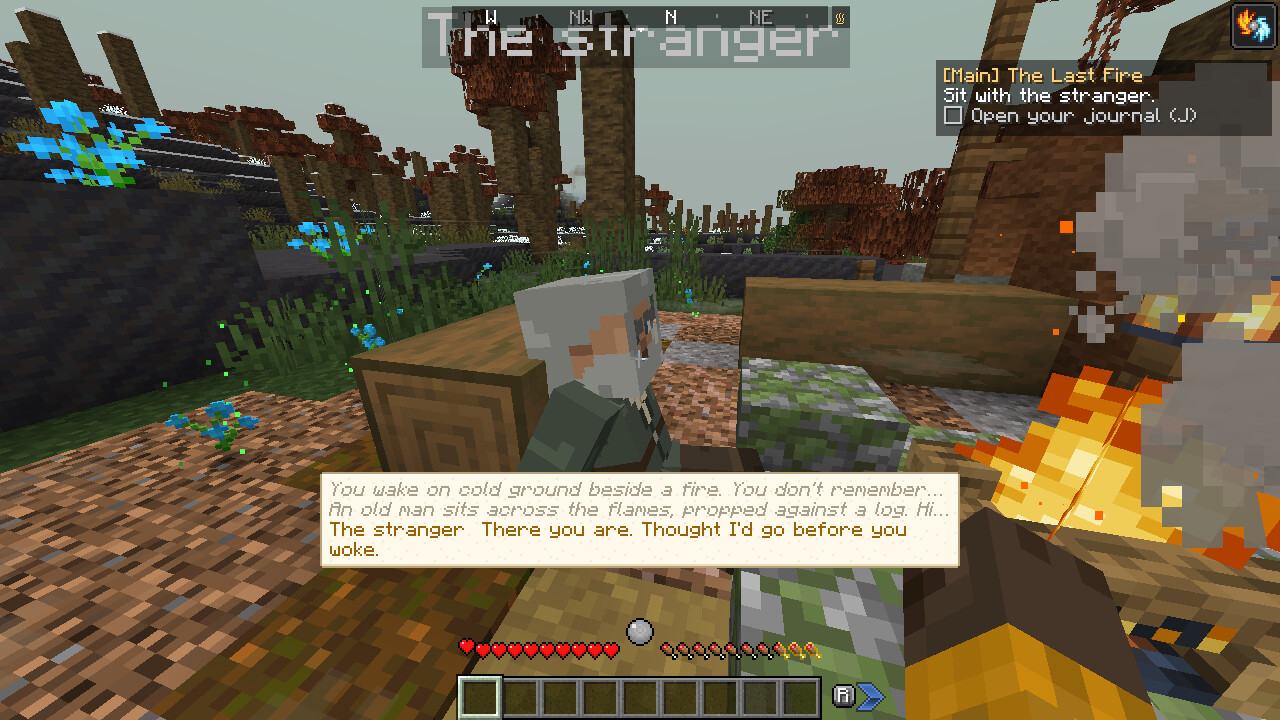 W NW N NE
The stranger
[Main] The Last Fire
Sit with the stranger.
Open your journal (J)
You wake on cold ground beside a fire. You don't remember...
An old man sits across the flames, propped against a log. Hi...
The stranger There you are. Thought I'd go before you
woke.
R